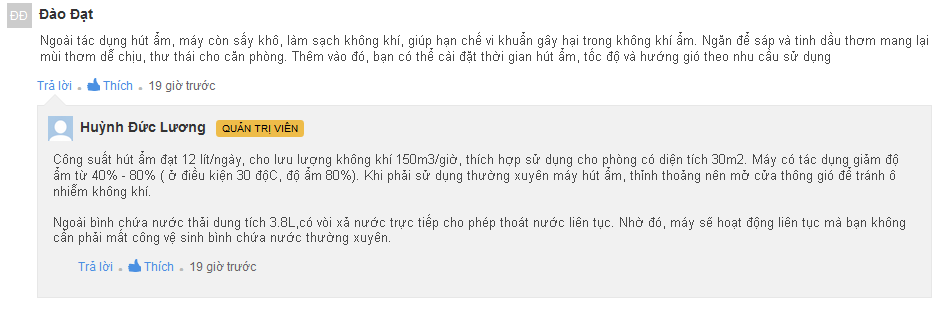 ĐĐ
Đào Đạt
Ngoài tác dụng hút ẩm, máy còn sấy khô, làm sạch không khí, giúp hạn chế vi khuẩn gây hại trong không khí ẩm. Ngăn để sáp và tinh dầu thơm mang lại
mùi thơm dễ chịu, thư thái cho căn phòng. Thêm vào đó, bạn có thể cài đặt thời gian hút ẩm, tốc độ và hướng gió theo nhu cầu sử dụng
Trả lời • Thích • 19 giờ trước
Huỳnh Đức Lương QUẢN TRỊ VIÊN
Công suất hút ẩm đạt 12 lít/ngày, cho lưu lượng không khí 150m3/giờ, thích hợp sử dụng cho phòng có diện tích 30m2. Máy có tác dụng giảm độ
ẩm từ 40% - 80% ( ở điều kiện 30 độC, độ ẩm 80%). Khi phải sử dụng thường xuyên máy hút ẩm, thỉnh thoảng nên mở cửa thông gió để tránh ô
nhiễm không khí.
Ngoài bình chứa nước thải dung tích 3.8L,có vòi xả nước trực tiếp cho phép thoát nước liên tục. Nhờ đó, máy sẽ hoạt động liên tục mà bạn không
cần phải mất công vệ sinh bình chứa nước thường xuyên.
Trả lời • Thích • 19 giờ trước